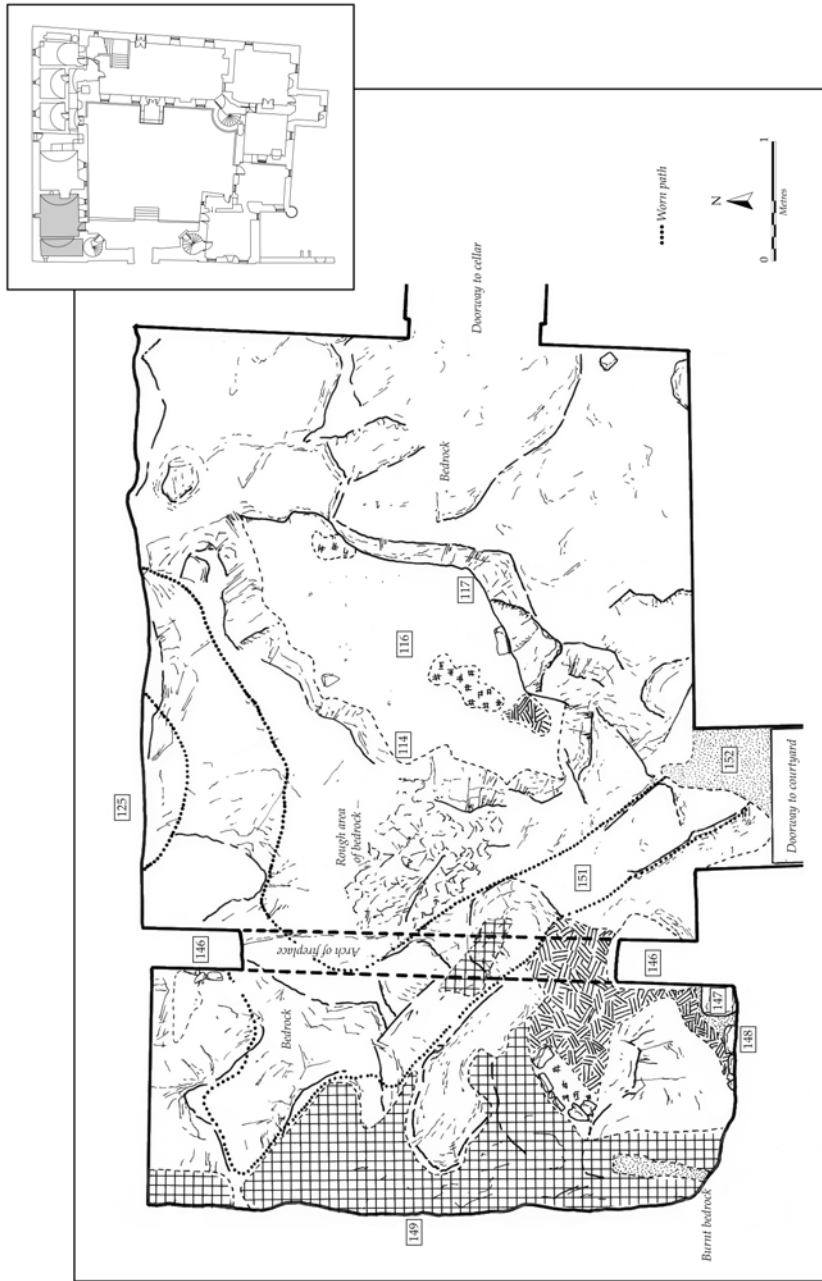 125
146
Arch of fireplace
146
147
148
149
Bedrock
Burnt bedrock
Rough area
of bedrock
114
116
117
151
152
Doorway to courtyard
Bedrock
Doorway to cellar
Worn path
N
0
1
Metres